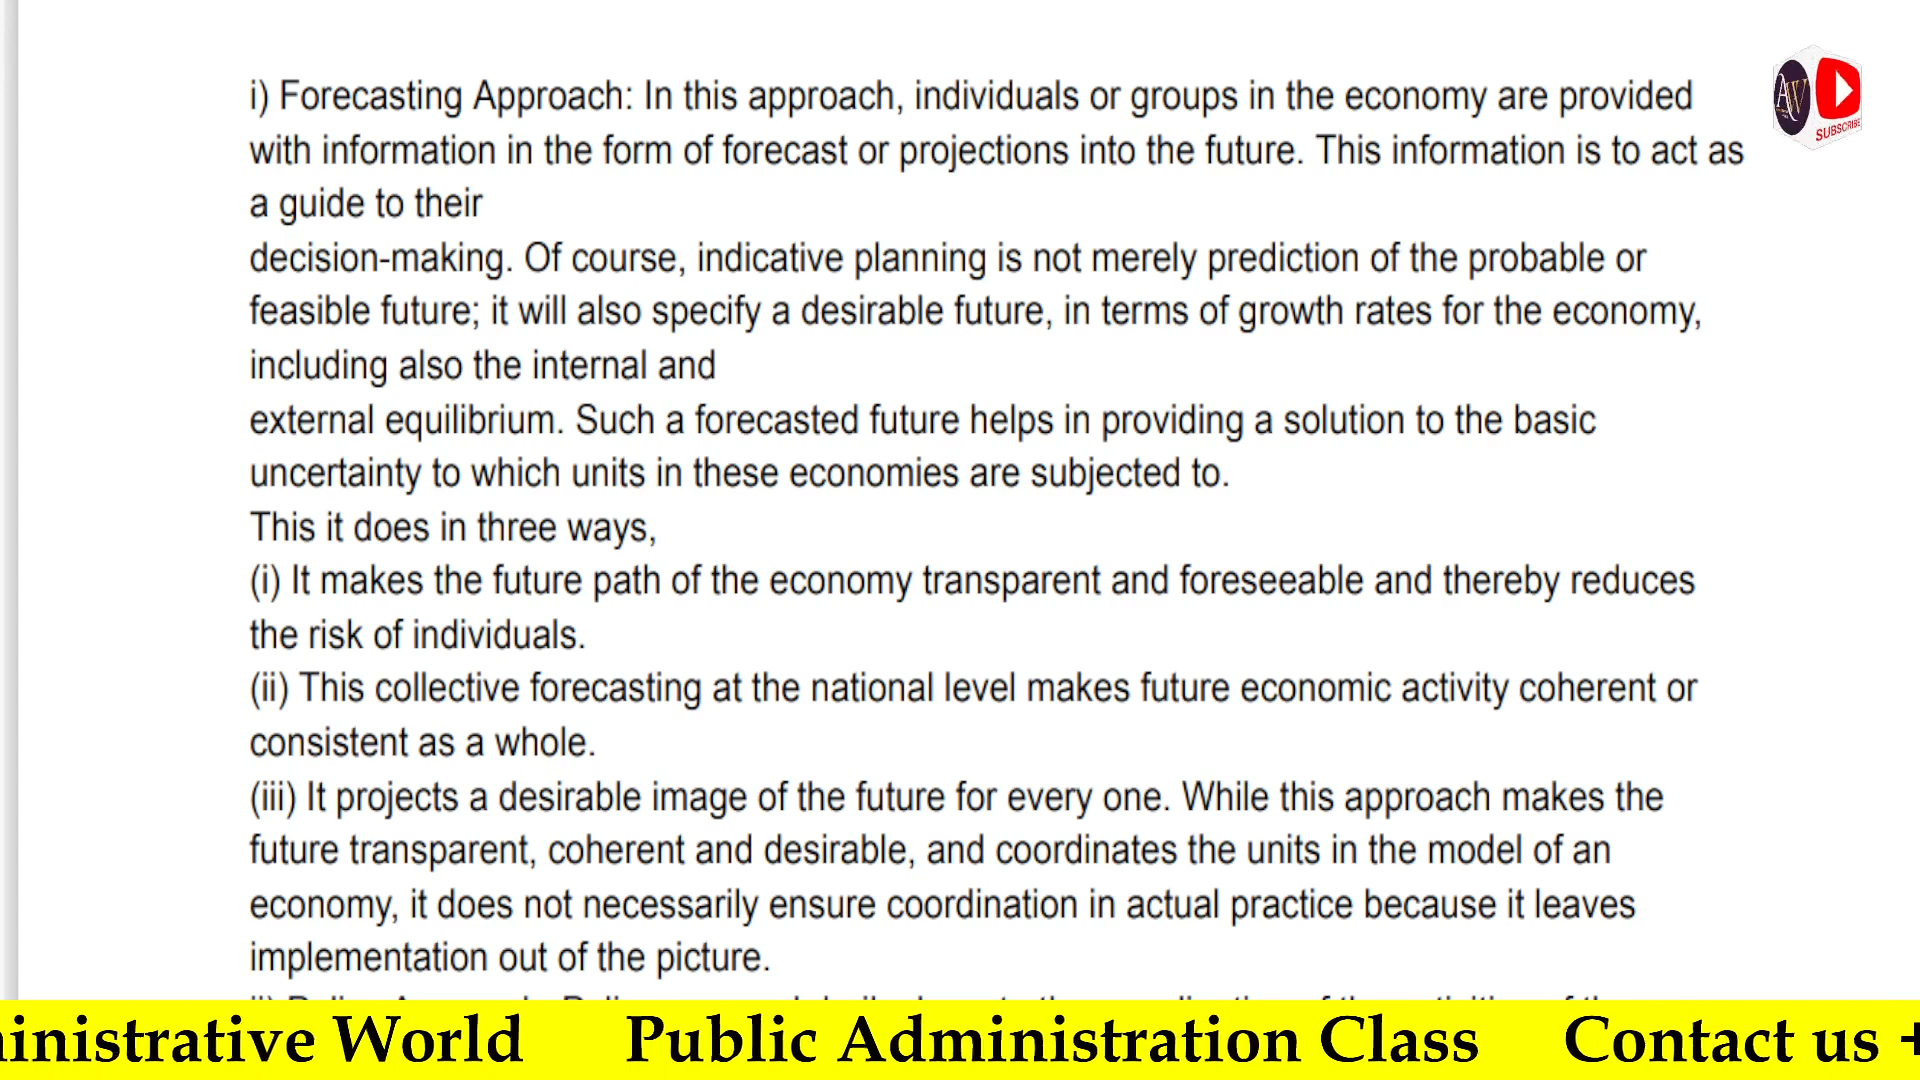 i) Forecasting Approach: In this approach, individuals or groups in the economy are provided
with information in the form of forecast or projections into the future. This information is to act as
a guide to their
decision-making. Of course, indicative planning is not merely prediction of the probable or
feasible future; it will also specify a desirable future, in terms of growth rates for the economy,
including also the internal and
external equilibrium. Such a forecasted future helps in providing a solution to the basic
uncertainty to which units in these economies are subjected to.
This it does in three ways,
(i) It makes the future path of the economy transparent and foreseeable and thereby reduces
the risk of individuals.
(ii) This collective forecasting at the national level makes future economic activity coherent or
consistent as a whole.
(iii) It projects a desirable image of the future for every one. While this approach makes the
future transparent, coherent and desirable, and coordinates the units in the model of an
economy, it does not necessarily ensure coordination in actual practice because it leaves
implementation out of the picture.
AW
SUBSCRIBE
inistrative World Public Administration Class Contact us +